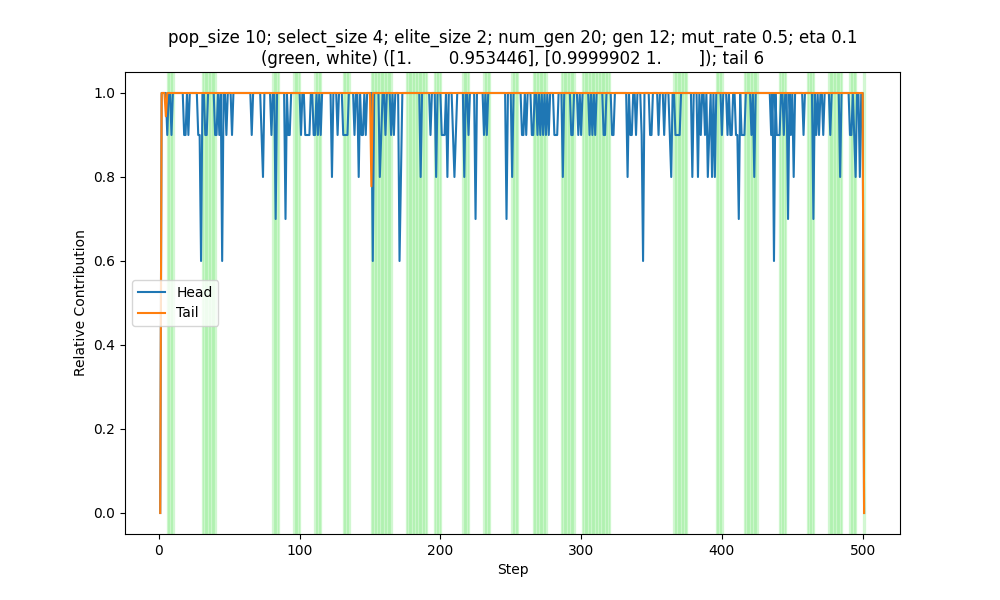 pop_size 10; select_size 4; elite_size 2; num_gen 20; gen 12; mut_rate 0.5; eta 0.1
(green, white) ([1.       0.953446], [0.9999902 1.       ]); tail 6
1.0
0.8
0.6
0.4
0.2
0.0
Relative Contribution
Head
Tail
0
100
200
300
400
500
Step